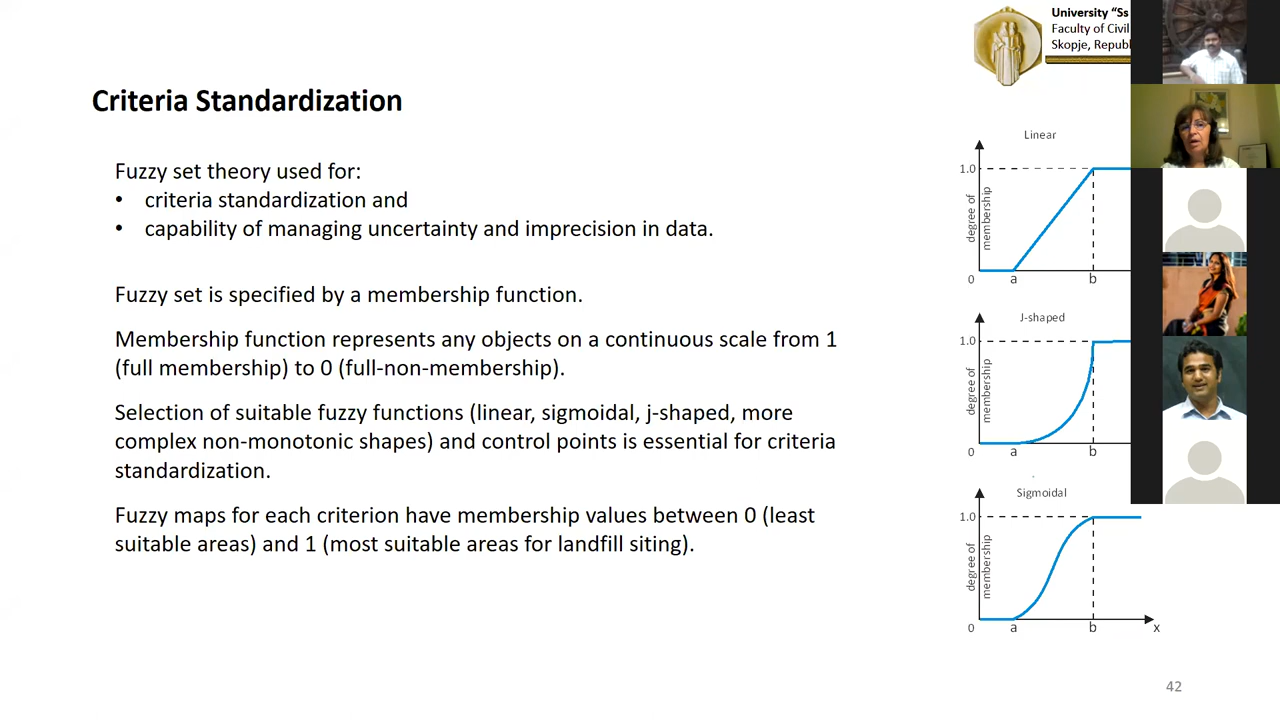 University “Ss
Faculty of Civil
Skopje, Republ
Criteria Standardization
Fuzzy set theory used for:
• criteria standardization and
• capability of managing uncertainty and imprecision in data.
Fuzzy set is specified by a membership function.
Membership function represents any objects on a continuous scale from 1
(full membership) to 0 (full-non-membership).
Selection of suitable fuzzy functions (linear, sigmoidal, j-shaped, more
complex non-monotonic shapes) and control points is essential for criteria
standardization.
Fuzzy maps for each criterion have membership values between 0 (least
suitable areas) and 1 (most suitable areas for landfill siting).
Linear
1.0
degree of
membership
0 a b
J-shaped
1.0
degree of
membership
0 a b
Sigmoidal
1.0
degree of
membership
0 a b x
42